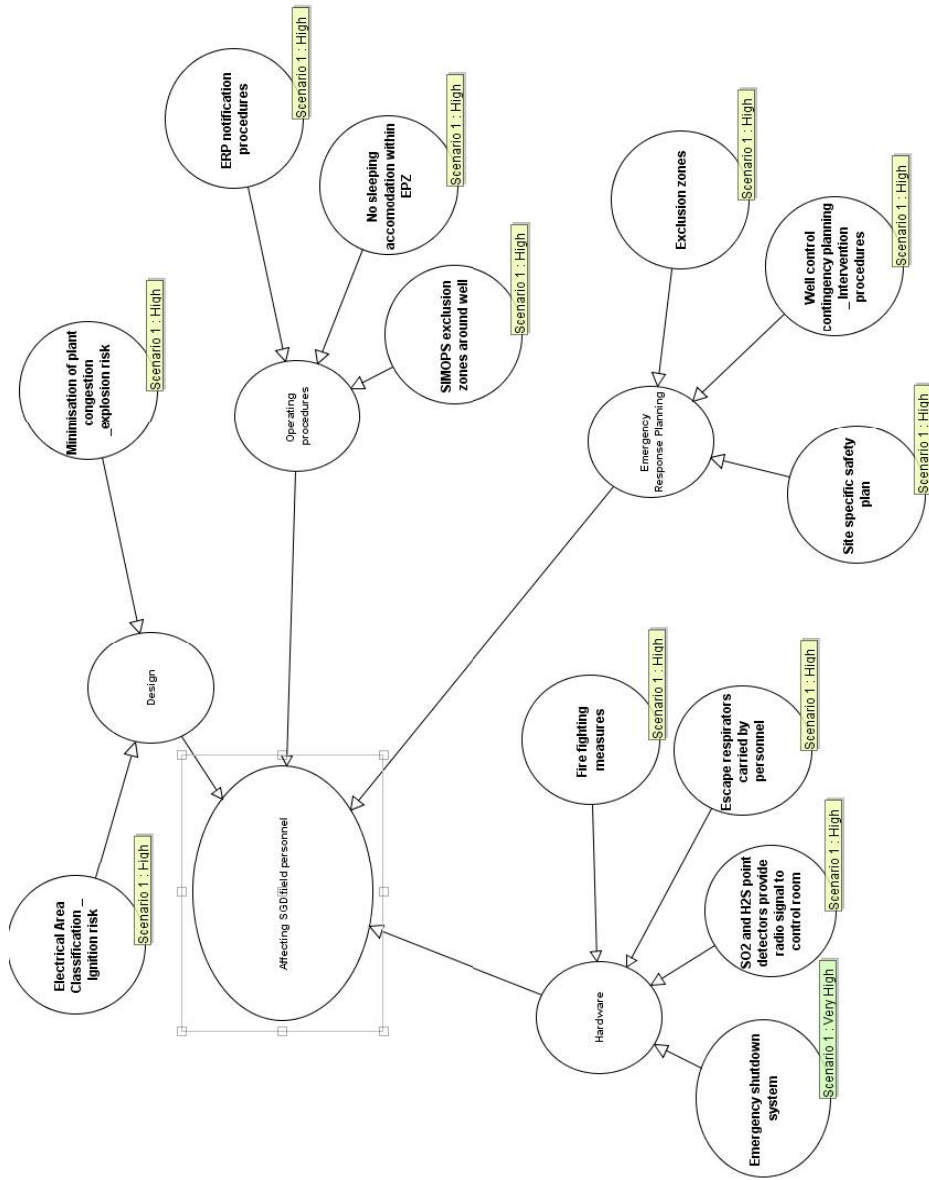 Electrical Area
Classification _
Ignition risk
Scenario 1 : High
Minimisation of plant
congestion
_explosion risk
Scenario 1 : High
Design
ERP notification
procedures
Scenario 1 : High
No sleeping
accomodation within
EPZ
Scenario 1 : High
SIMOPS exclusion
zones around well
Scenario 1 : High
Operating
procedures
Affecting SGD field personnel
Exclusion zones
Scenario 1 : High
Well control
contingency planning
_ Intervention
procedures
Scenario 1 : High
Site specific safety
plan
Scenario 1 : High
Emergency
Response Planning
Fire fighting
measures
Scenario 1 : High
Escape respirators
carried by
personnel
Scenario 1 : High
SO2 and H2S point
detectors provide
radio signal to
control room
Scenario 1 : High
Hardware
Emergency shutdown
system
Scenario 1 : Very High